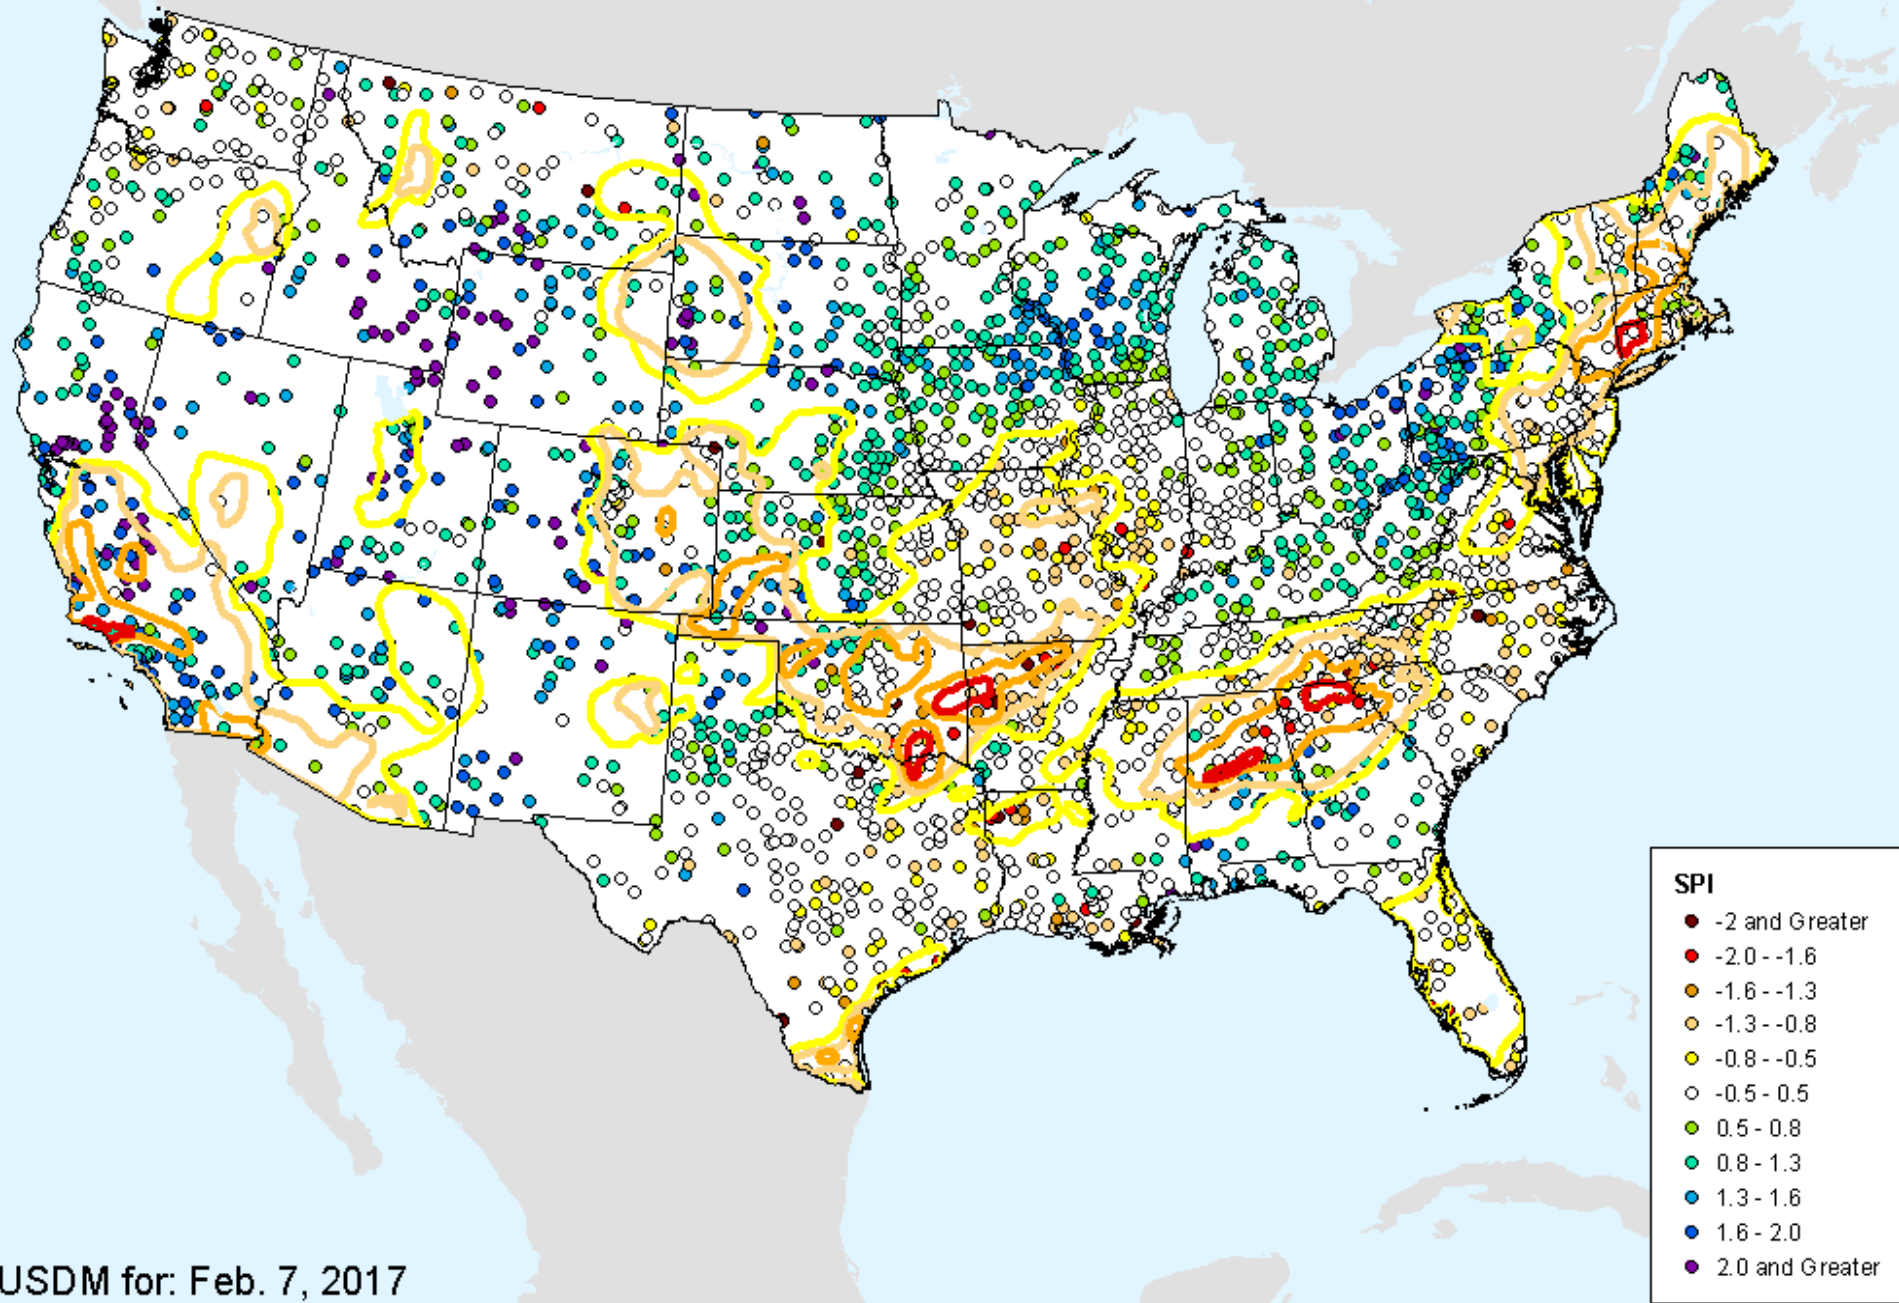 SPI
-2 and Greater
-2.0 - -1.6
-1.6 - -1.3
-1.3 - -0.8
-0.8 - -0.5
-0.5 - 0.5
0.5 - 0.8
0.8 - 1.3
1.3 - 1.6
1.6 - 2.0
2.0 and Greater
USDM for: Feb. 7, 2017